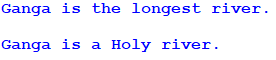 Ganga is the longest river.
Ganga is a Holy river.